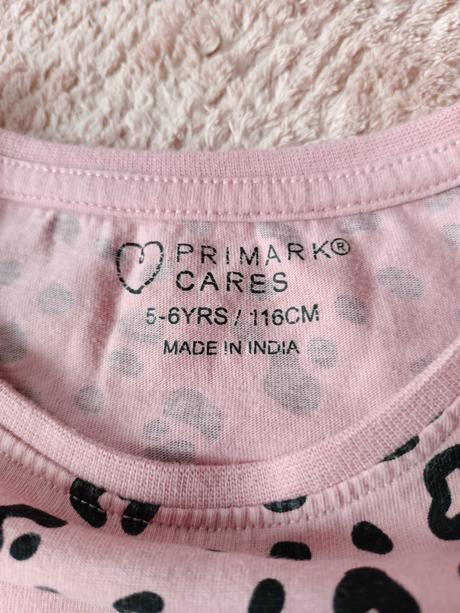 PRIMARK®
CARES
5-6YRS / 116CM
MADE IN INDIA